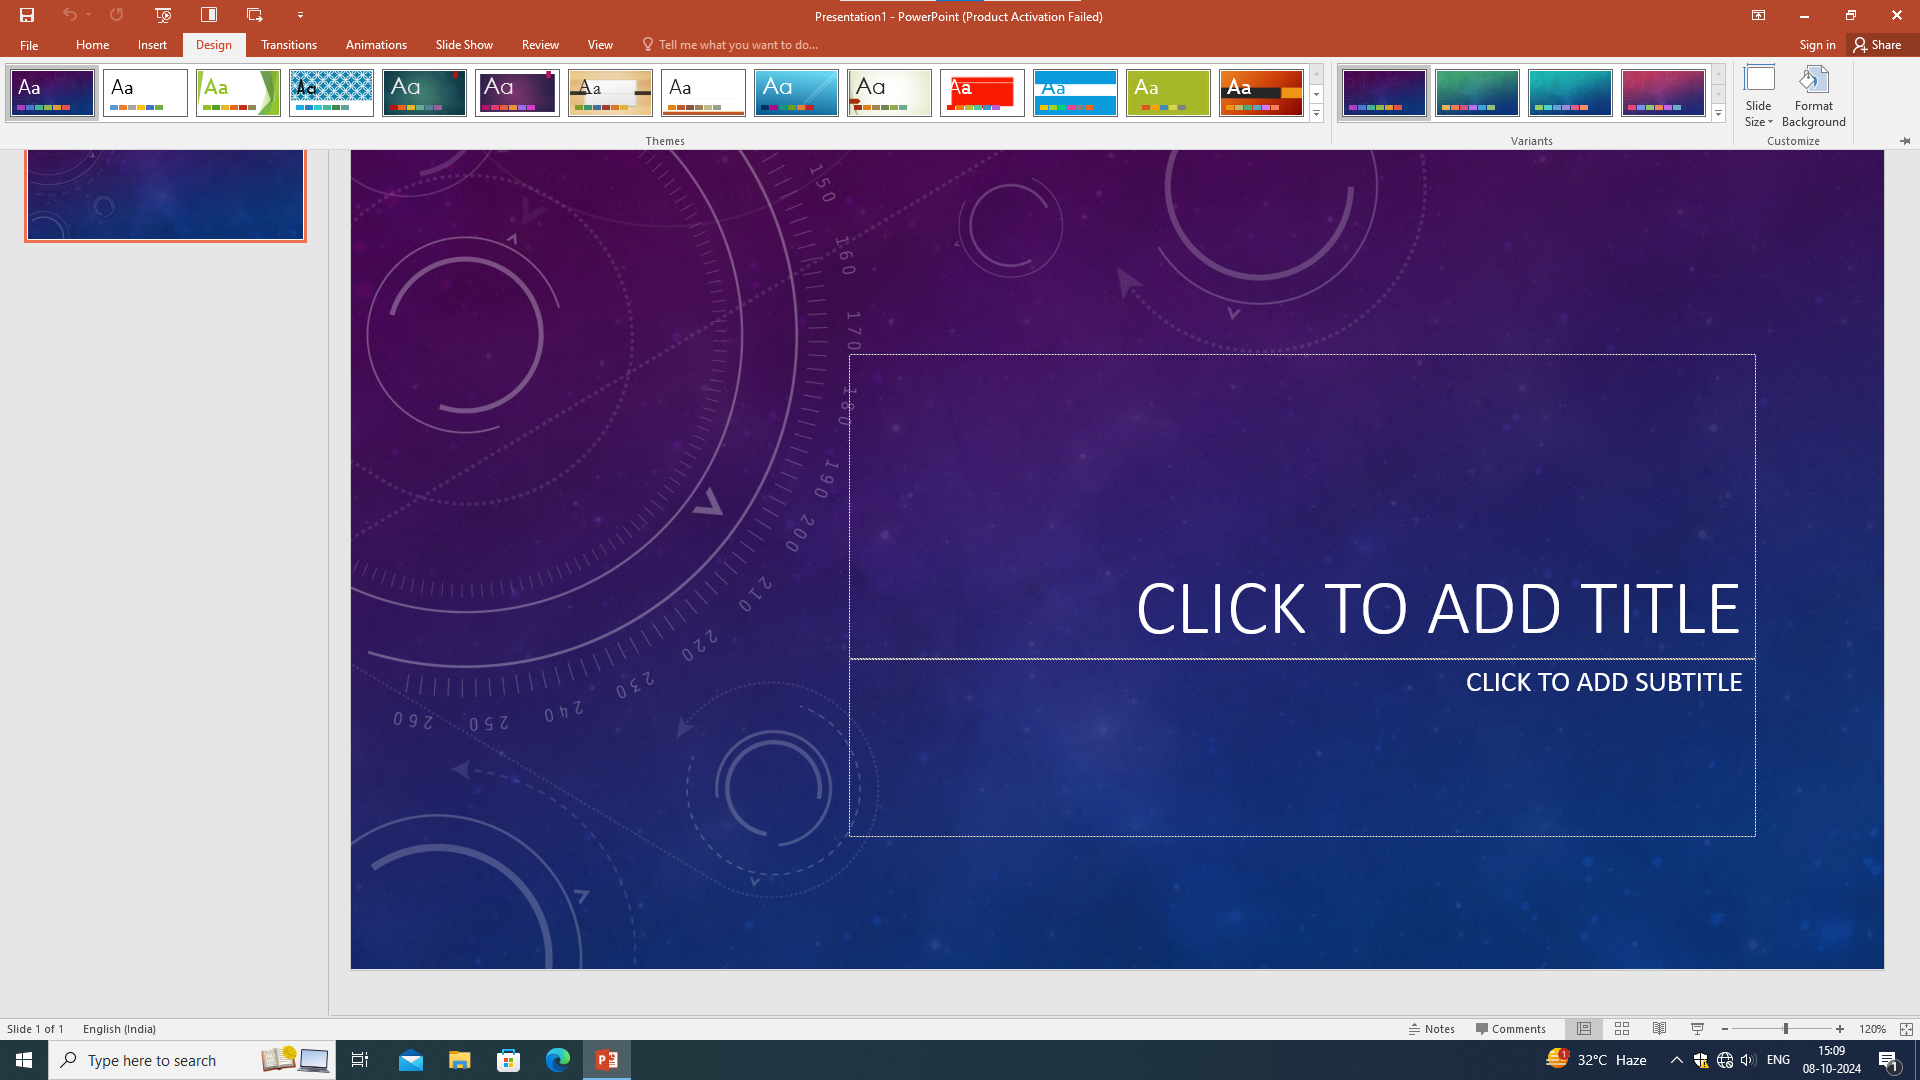 Presentation1 - PowerPoint (Product Activation Failed)
File Home Insert Design Transitions Animations Slide Show Review View Tell me what you want to do... Sign in Share
Aa Aa Aa Aa Aa Aa Aa Aa Aa Aa Aa Aa Aa Aa
Slide Size
Format Background
Themes Variants Customize
150
160
170
180
190
200
210
220
230
240
250
260
CLICK TO ADD TITLE
CLICK TO ADD SUBTITLE
Slide 1 of 1 English (India) Notes Comments 120%
Type here to search
1 32°C Haze ENG
15:09
08-10-2024
1